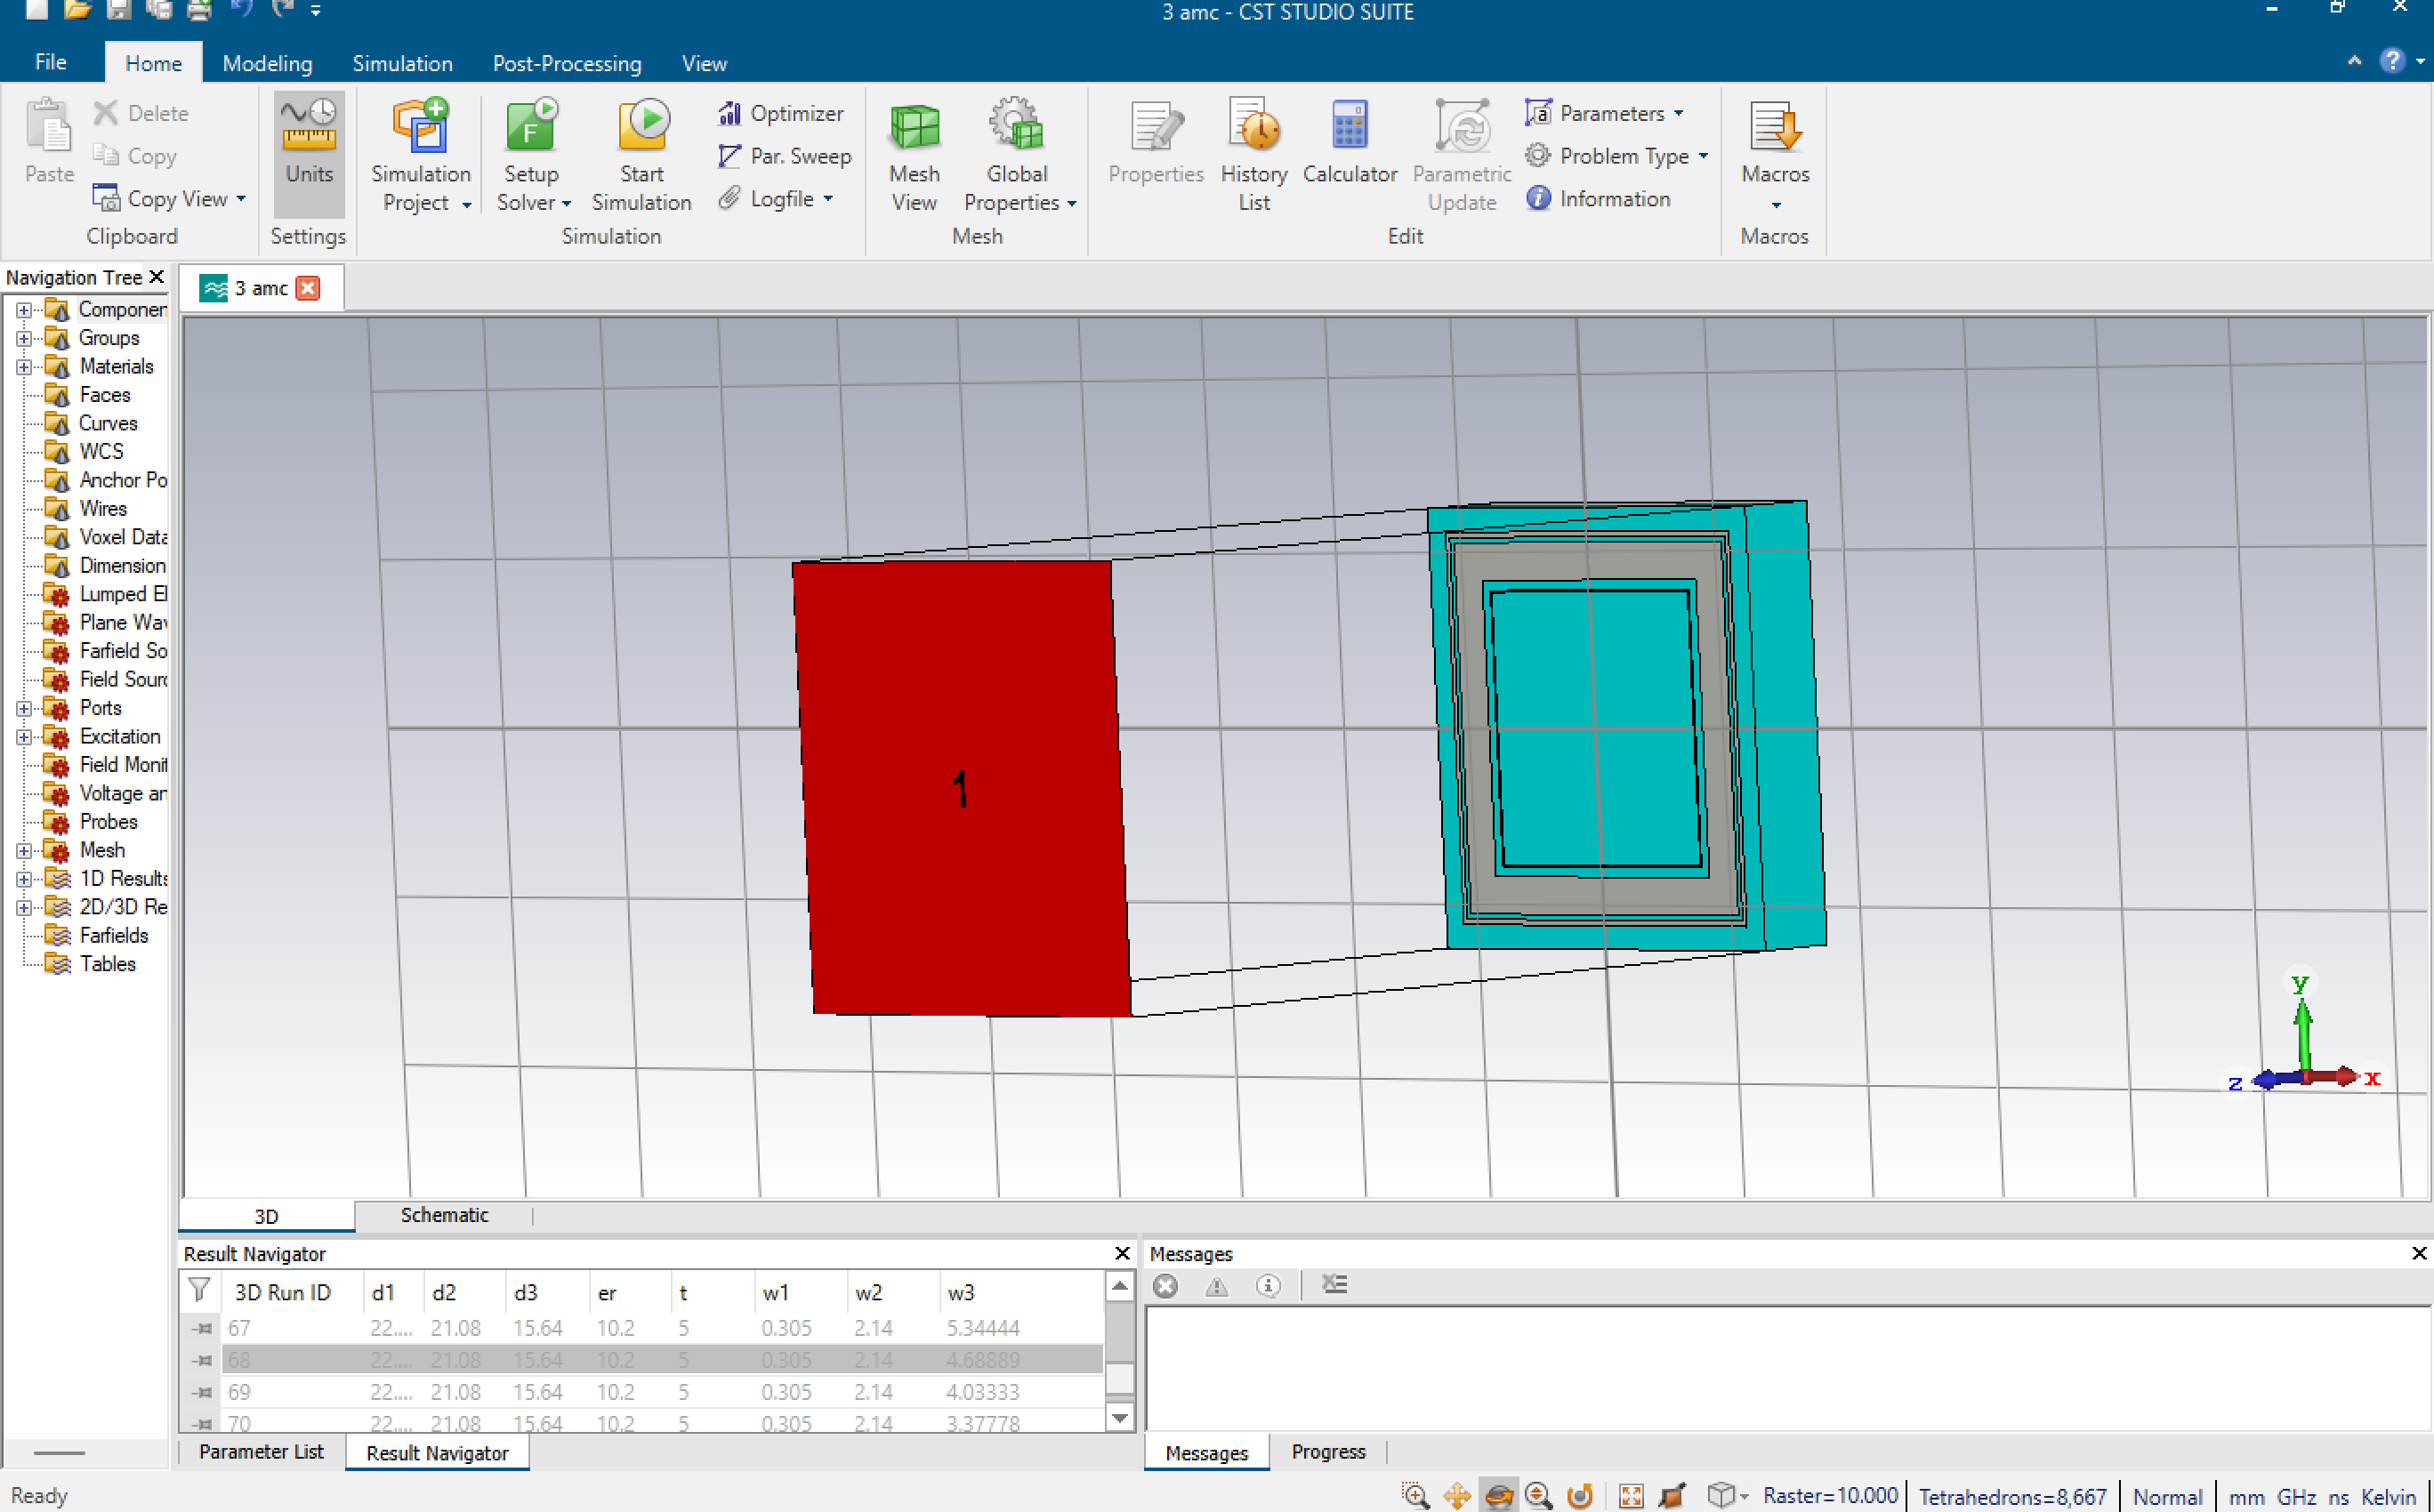 3 amc - CST STUDIO SUITE
File
Home
Modeling
Simulation
Post-Processing
View
Paste
Delete
Copy
Copy View
Clipboard
Units
Settings
Simulation Project
Setup Solver
Start Simulation
Optimizer
Par. Sweep
Logfile
Simulation
Mesh View
Global Properties
Mesh
Properties
History List
Calculator
Parametric Update
Parameters
Problem Type
Information
Edit
Macros
Macros
Navigation Tree
3 amc
Componen
Groups
Materials
Faces
Curves
WCS
Anchor Po
Wires
Voxel Data
Dimension
Lumped El
Plane Wav
Farfield So
Field Sourc
Ports
Excitation
Field Monit
Voltage an
Probes
Mesh
1D Results
2D/3D Re
Farfields
Tables
1
y
z
x
3D
Schematic
Result Navigator
3D Run ID d1 d2 d3 er t w1 w2 w3
67 22.... 21.08 15.64 10.2 5 0.305 2.14 5.34444
68 22.... 21.08 15.64 10.2 5 0.305 2.14 4.68889
69 22.... 21.08 15.64 10.2 5 0.305 2.14 4.03333
70 22.... 21.08 15.64 10.2 5 0.305 2.14 3.37778
Parameter List
Result Navigator
Messages
Messages
Progress
Ready
Raster=10.000
Tetrahedrons=8,667
Normal
mm GHz ns Kelvin